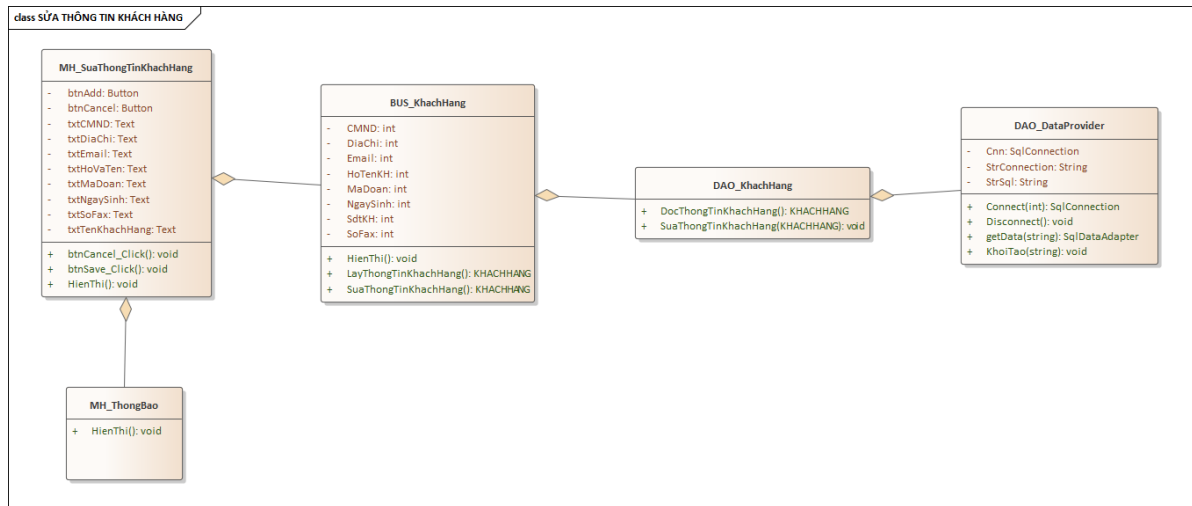 class SỬA THÔNG TIN KHÁCH HÀNG
MH_SuaThongTinKhachHang
- btnAdd: Button
- btnCancel: Button
- txtCMND: Text
- txtDiaChi: Text
- txtEmail: Text
- txtHoVaTen: Text
- txtMaDoan: Text
- txtNgaySinh: Text
- txtSoFax: Text
- txtTenKhachHang: Text
+ btnCancel_Click(): void
+ btnSave_Click(): void
+ HienThi(): void
BUS_KhachHang
- CMND: int
- DiaChi: int
- Email: int
- HoTenKH: int
- MaDoan: int
- NgaySinh: int
- SdtKH: int
- SoFax: int
+ HienThi(): void
+ LayThongTinKhachHang(): KHACHHANG
+ SuaThongTinKhachHang(): KHACHHANG
DAO_KhachHang
+ DocThongTinKhachHang(): KHACHHANG
+ SuaThongTinKhachHang(KHACHHANG): void
DAO_DataProvider
- Cnn: SqlConnection
- StrConnection: String
- StrSql: String
+ Connect(int): SqlConnection
+ Disconnect(): void
+ getData(string): SqlDataAdapter
+ KhoiTao(string): void
MH_ThongBao
+ HienThi(): void